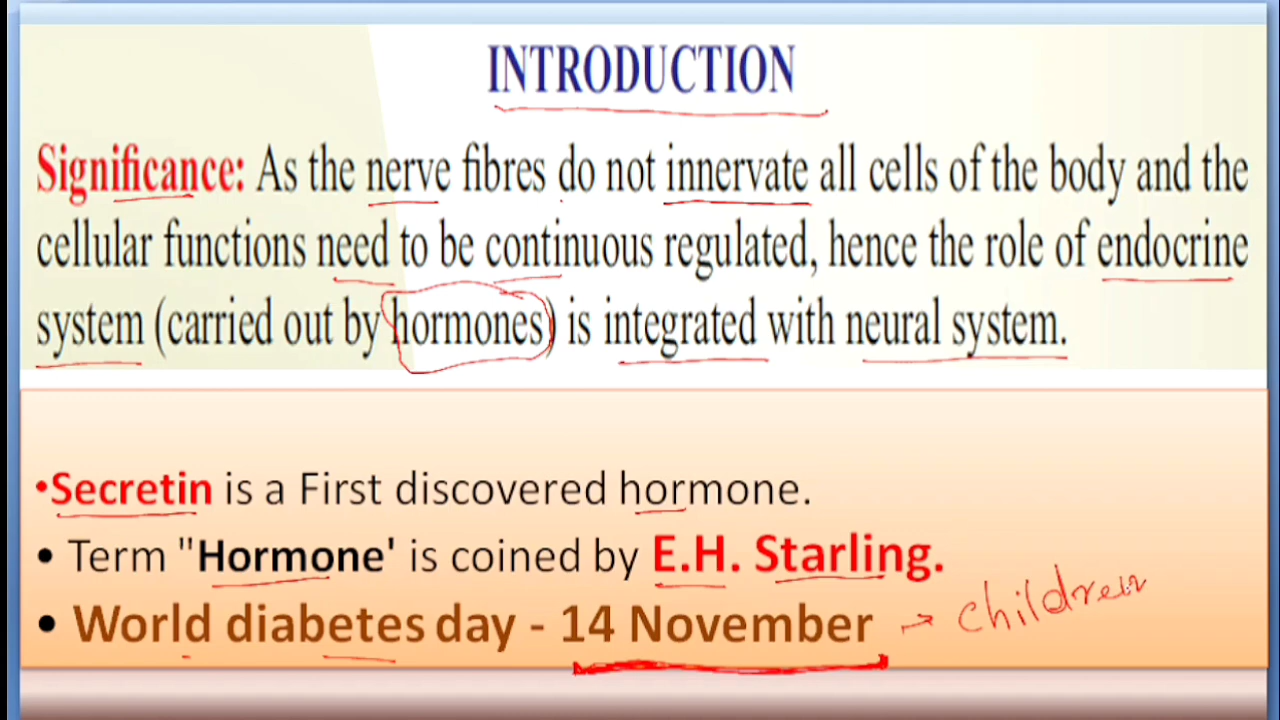 INTRODUCTION
Significance: As the nerve fibres do not innervate all cells of the body and the
cellular functions need to be continuous regulated, hence the role of endocrine
system (carried out by hormones) is integrated with neural system.
•Secretin is a First discovered hormone.
• Term "Hormone' is coined by E.H. Starling.
• World diabetes day - 14 November → children